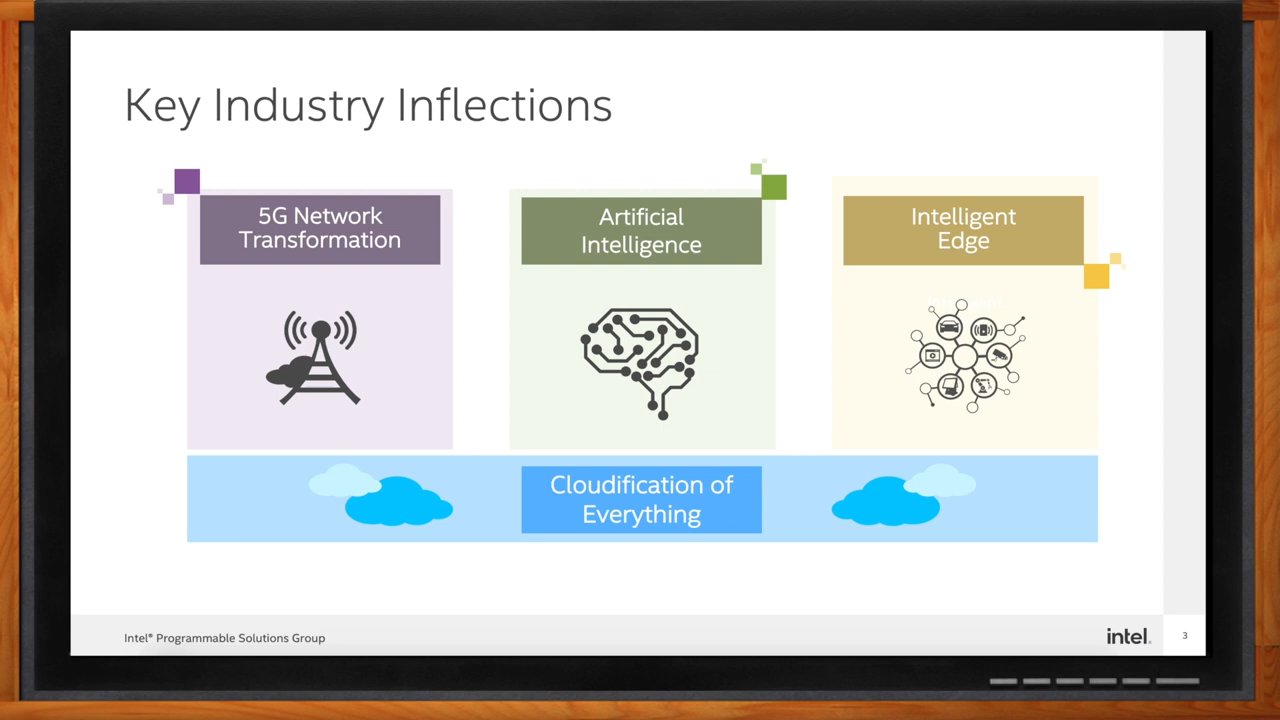 Key Industry Inflections
5G Network
Transformation
Artificial
Intelligence
Intelligent
Edge
Cloudification of
Everything
Intel® Programmable Solutions Group
intel.
3